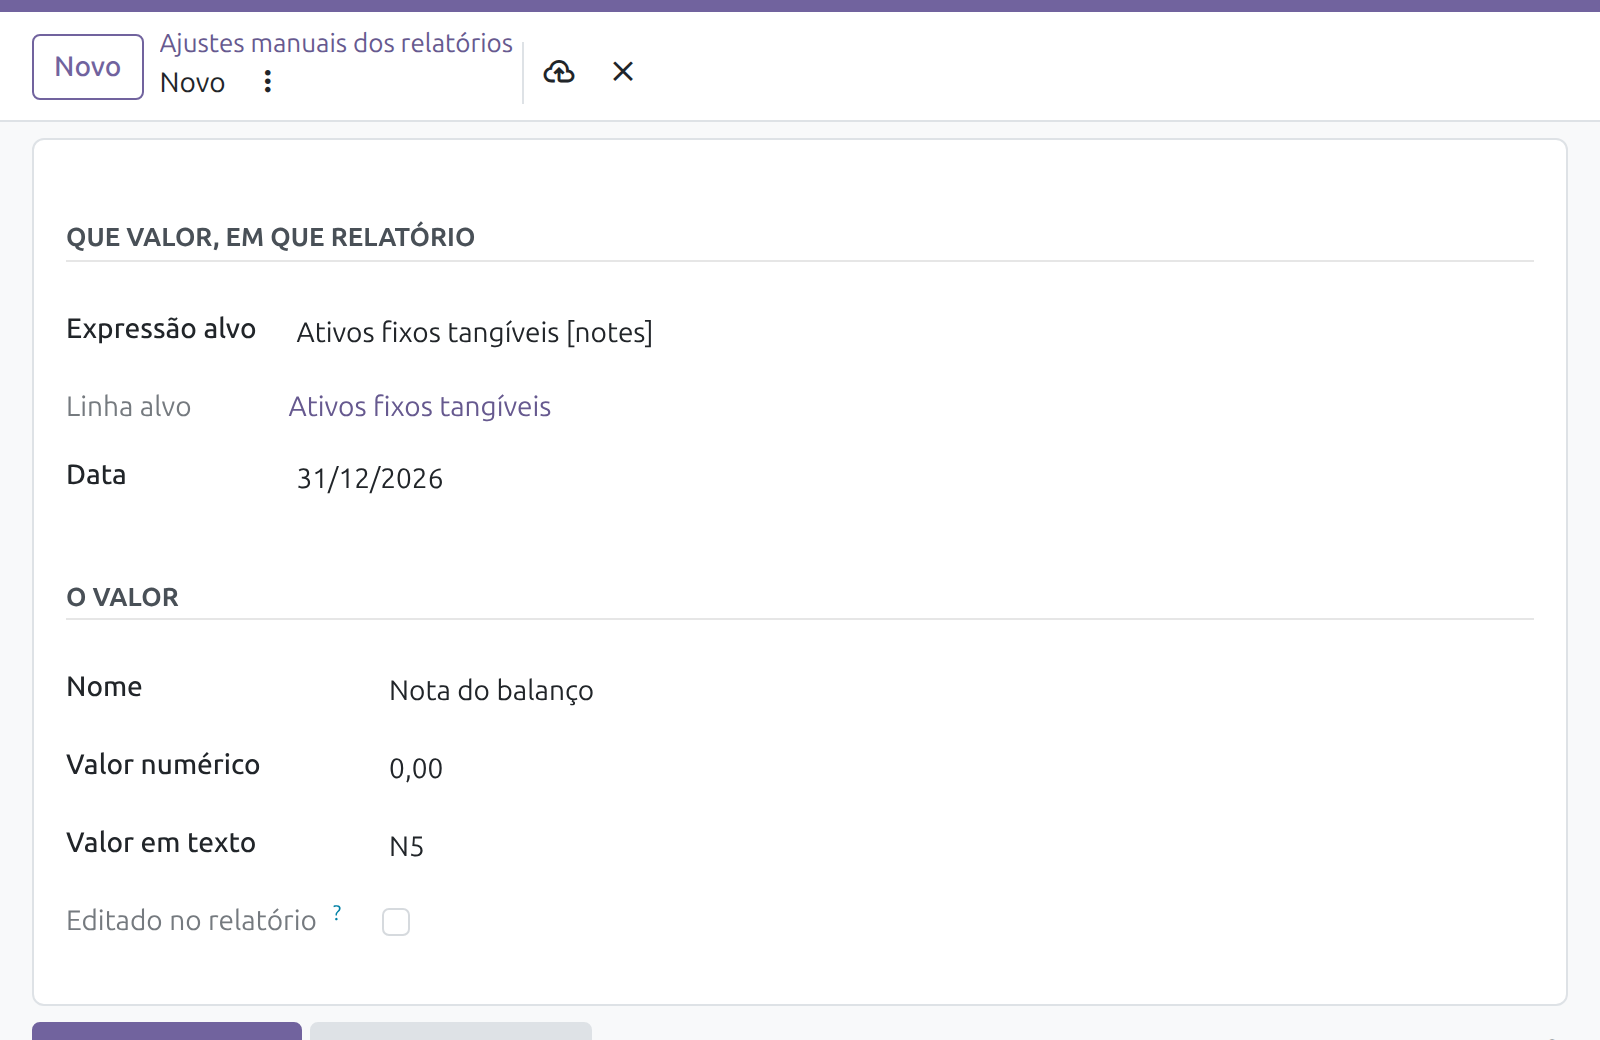 Novo
Ajustes manuais dos relatórios
Novo
QUE VALOR, EM QUE RELATÓRIO
Expressão alvo Ativos fixos tangíveis [notes]
Linha alvo Ativos fixos tangíveis
Data 31/12/2026
O VALOR
Nome Nota do balanço
Valor numérico 0,00
Valor em texto N5
Editado no relatório ?